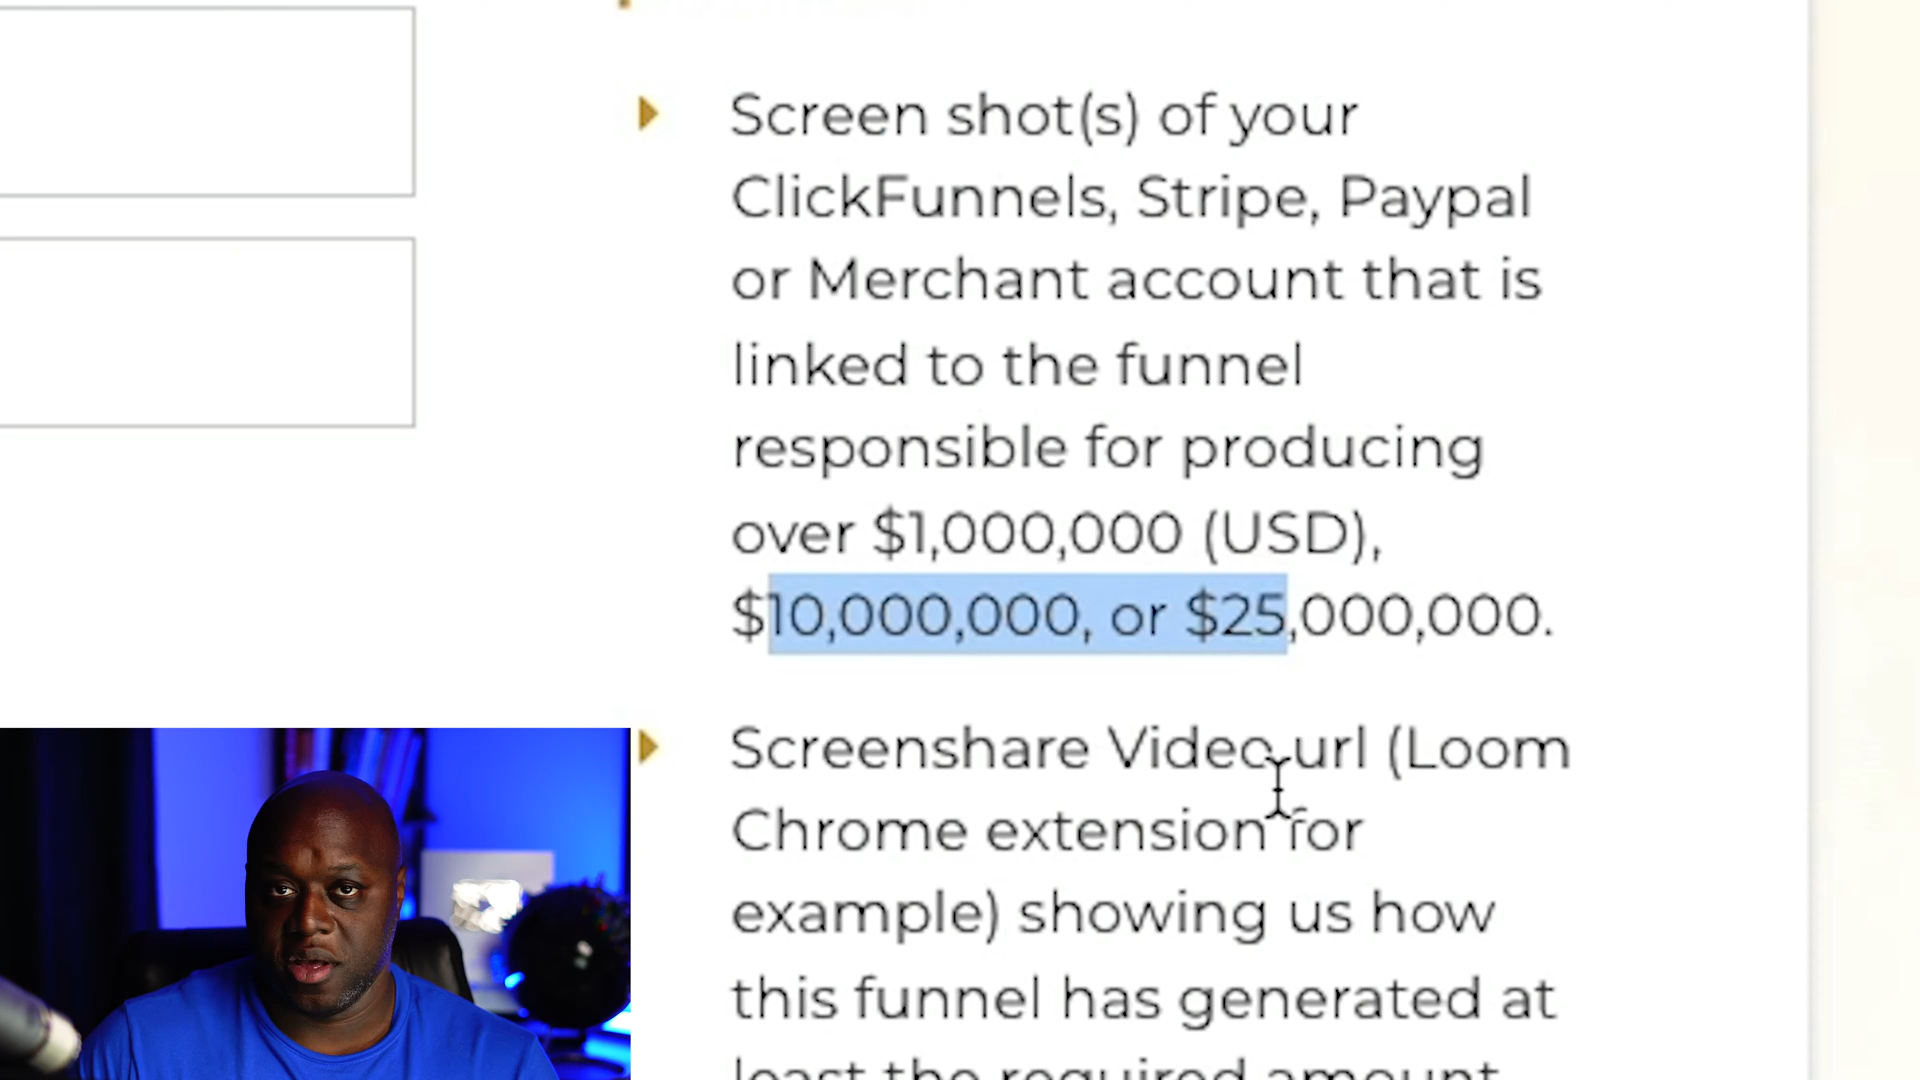 Screen shot(s) of your
ClickFunnels, Stripe, Paypal
or Merchant account that is
linked to the funnel
responsible for producing
over $1,000,000 (USD),
$10,000,000, or $25,000,000.
Screenshare Video url (Loom
Chrome extension for
example) showing us how
this funnel has generated at
least the required amount